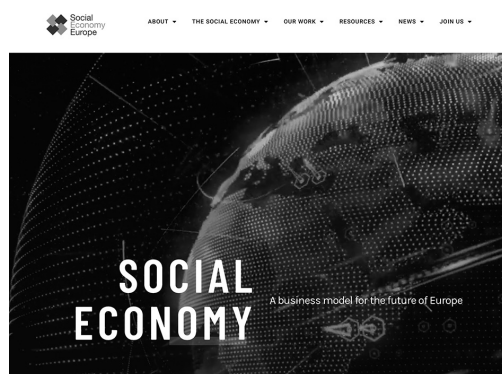 Social
Economy
Europe
ABOUT THE SOCIAL ECONOMY OUR WORK RESOURCES NEWS JOIN US
SOCIAL
ECONOMY
A business model for the future of Europe